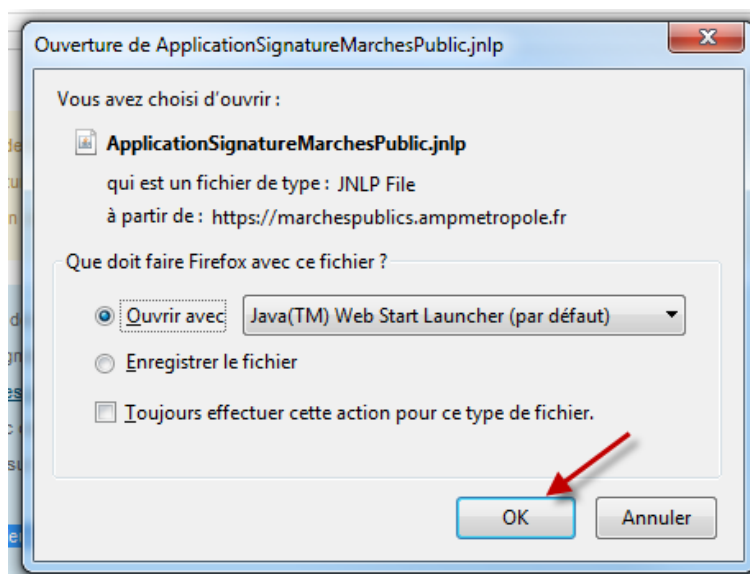 Ouverture de ApplicationSignatureMarchesPublic.jnlp
Vous avez choisi d'ouvrir :
ApplicationSignatureMarchesPublic.jnlp
qui est un fichier de type : JNLP File
à partir de : https://marchespublics.ampmetropole.fr
Que doit faire Firefox avec ce fichier ?
Ouvrir avec Java(TM) Web Start Launcher (par défaut)
Enregistrer le fichier
Toujours effectuer cette action pour ce type de fichier.
OK Annuler